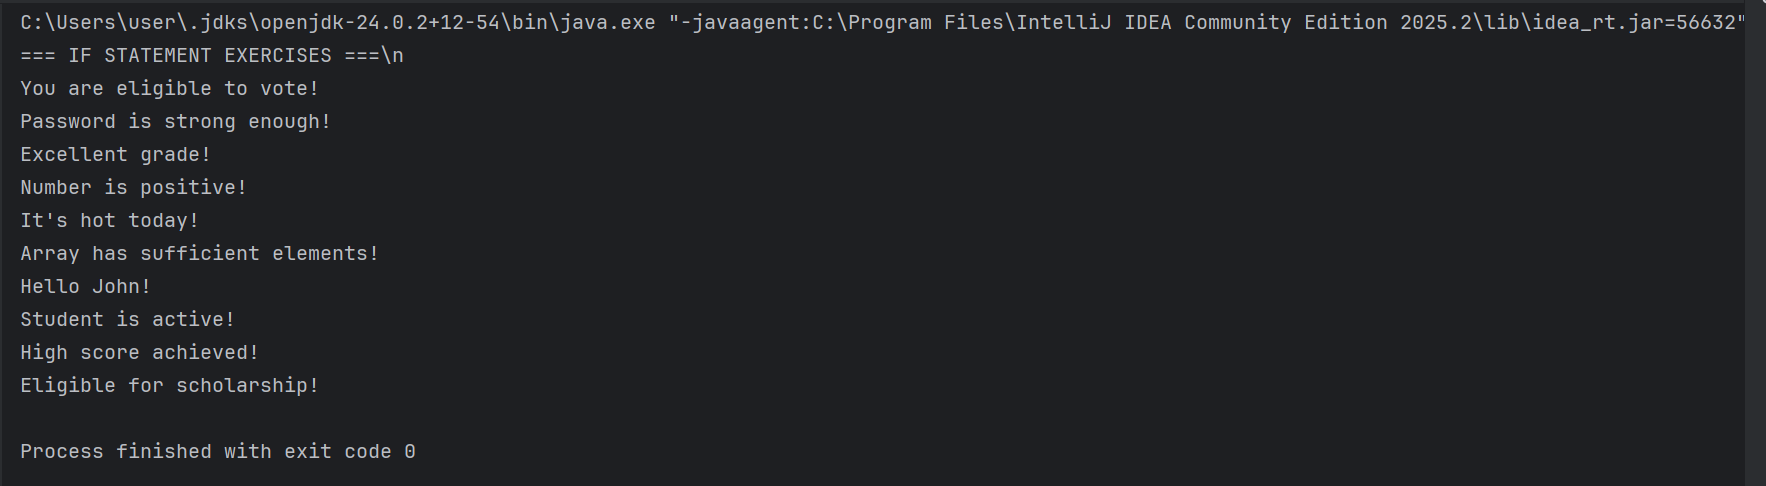 C:\Users\user\.jdks\openjdk-24.0.2+12-54\bin\java.exe "-javaagent:C:\Program Files\IntelliJ IDEA Community Edition 2025.2\lib\idea_rt.jar=56632"
=== IF STATEMENT EXERCISES ===\n
You are eligible to vote!
Password is strong enough!
Excellent grade!
Number is positive!
It's hot today!
Array has sufficient elements!
Hello John!
Student is active!
High score achieved!
Eligible for scholarship!
Process finished with exit code 0